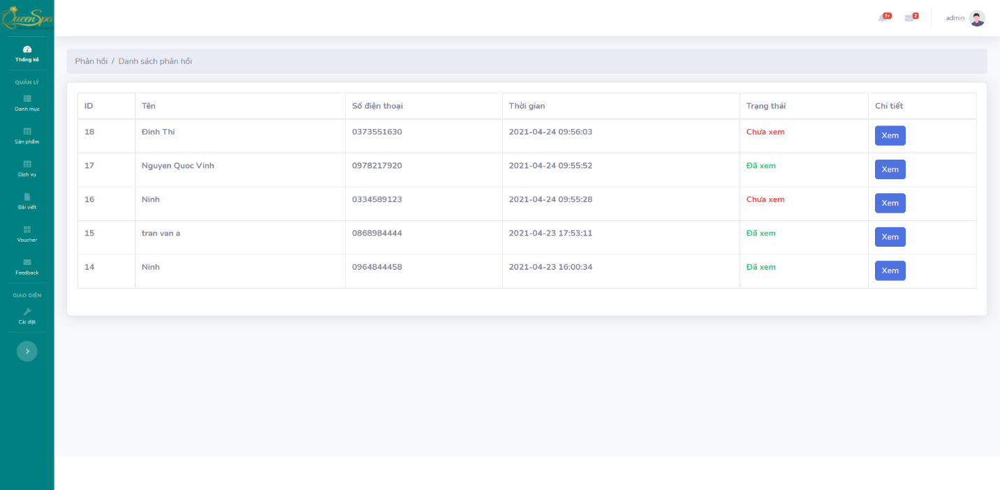 QueenSpa
3+
2
admin
Thống kê
QUẢN LÝ
Danh mục
Sản phẩm
Dịch vụ
Bài viết
Voucher
Feedback
GIAO DIỆN
Cài đặt
Phản hồi / Danh sách phản hồi
ID Tên Số điện thoại Thời gian Trạng thái Chi tiết
18 Đinh Thi 0373551630 2021-04-24 09:56:03 Chưa xem Xem
17 Nguyen Quoc Vinh 0978217920 2021-04-24 09:55:52 Đã xem Xem
16 Ninh 0334589123 2021-04-24 09:55:28 Chưa xem Xem
15 tran van a 0868984444 2021-04-23 17:53:11 Đã xem Xem
14 Ninh 0964844458 2021-04-23 16:00:34 Đã xem Xem